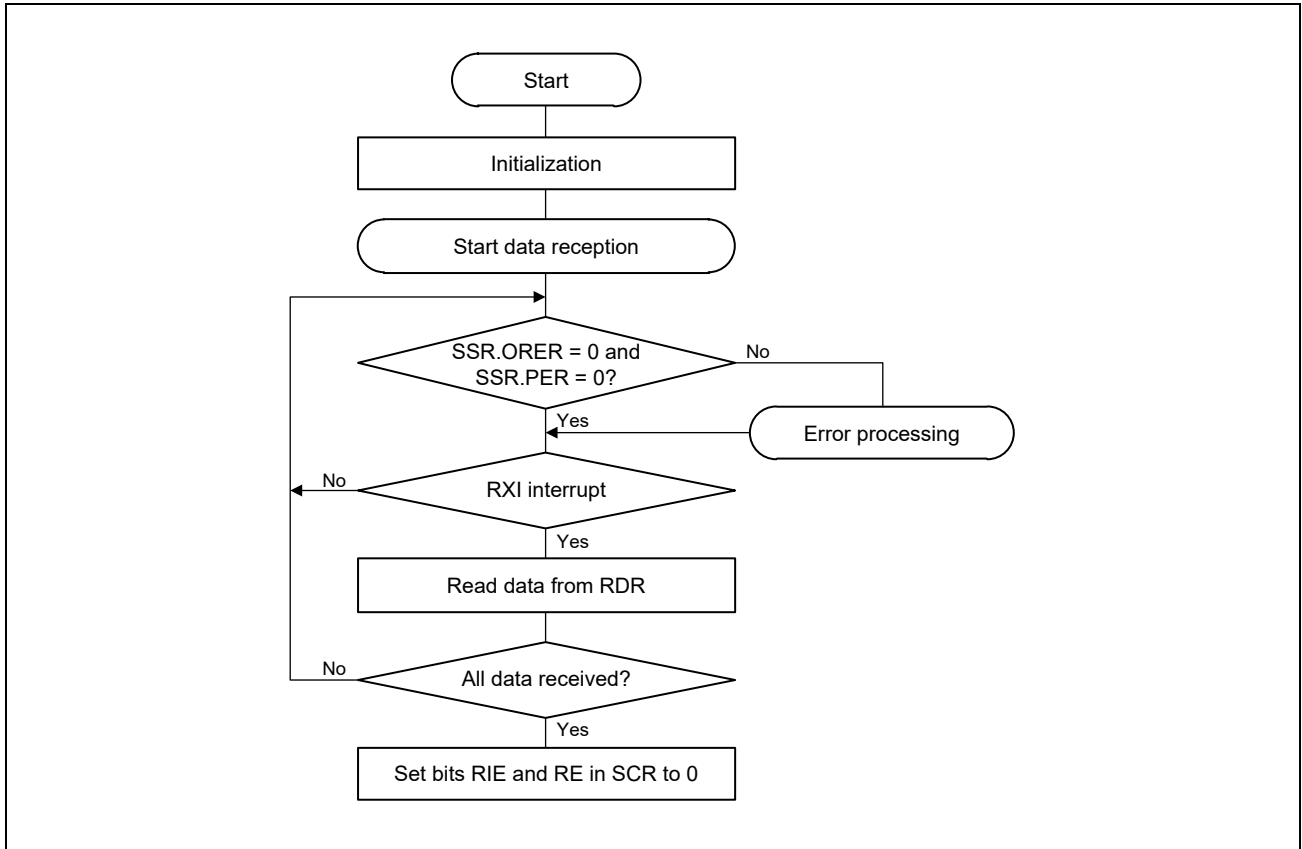 Start
Initialization
Start data reception
SSR.ORER = 0 and
SSR.PER = 0?
No
Yes
Error processing
No
RXI interrupt
Yes
Read data from RDR
No
All data received?
Yes
Set bits RIE and RE in SCR to 0